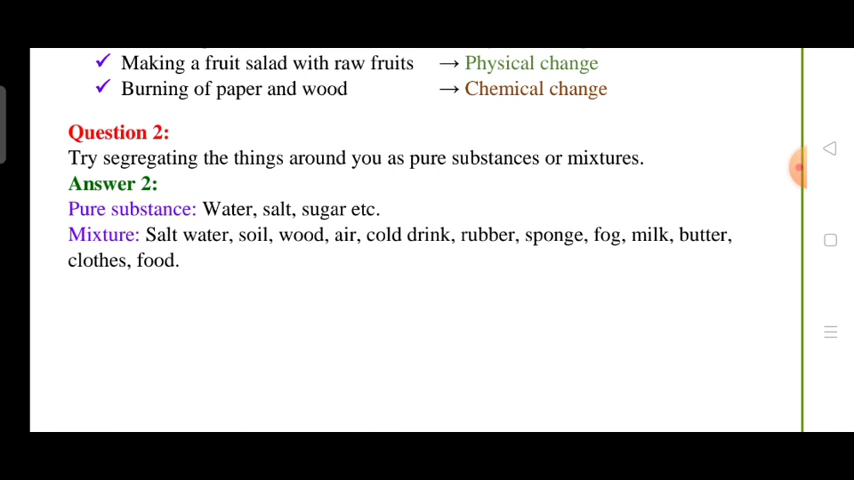 ✓ Making a fruit salad with raw fruits → Physical change
✓ Burning of paper and wood → Chemical change
Question 2:
Try segregating the things around you as pure substances or mixtures.
Answer 2:
Pure substance: Water, salt, sugar etc.
Mixture: Salt water, soil, wood, air, cold drink, rubber, sponge, fog, milk, butter,
clothes, food.